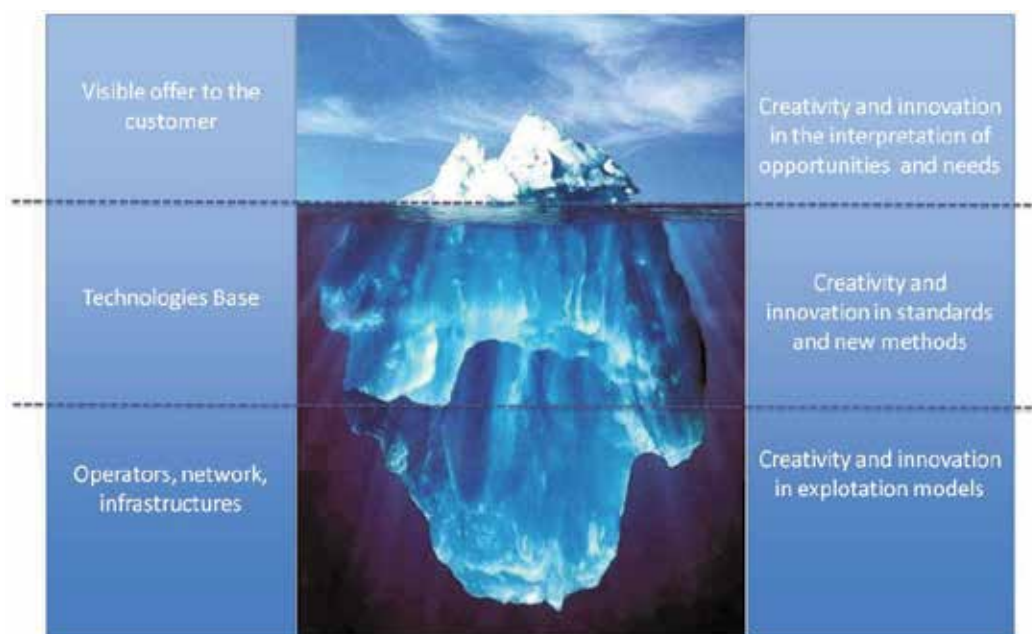 Visible offer to the
customer
Creativity and innovation
in the interpretation of
opportunities and needs
Technologies Base
Creativity and
innovation in standards
and new methods
Operators, network,
infrastructures
Creativity and innovation
in explotation models